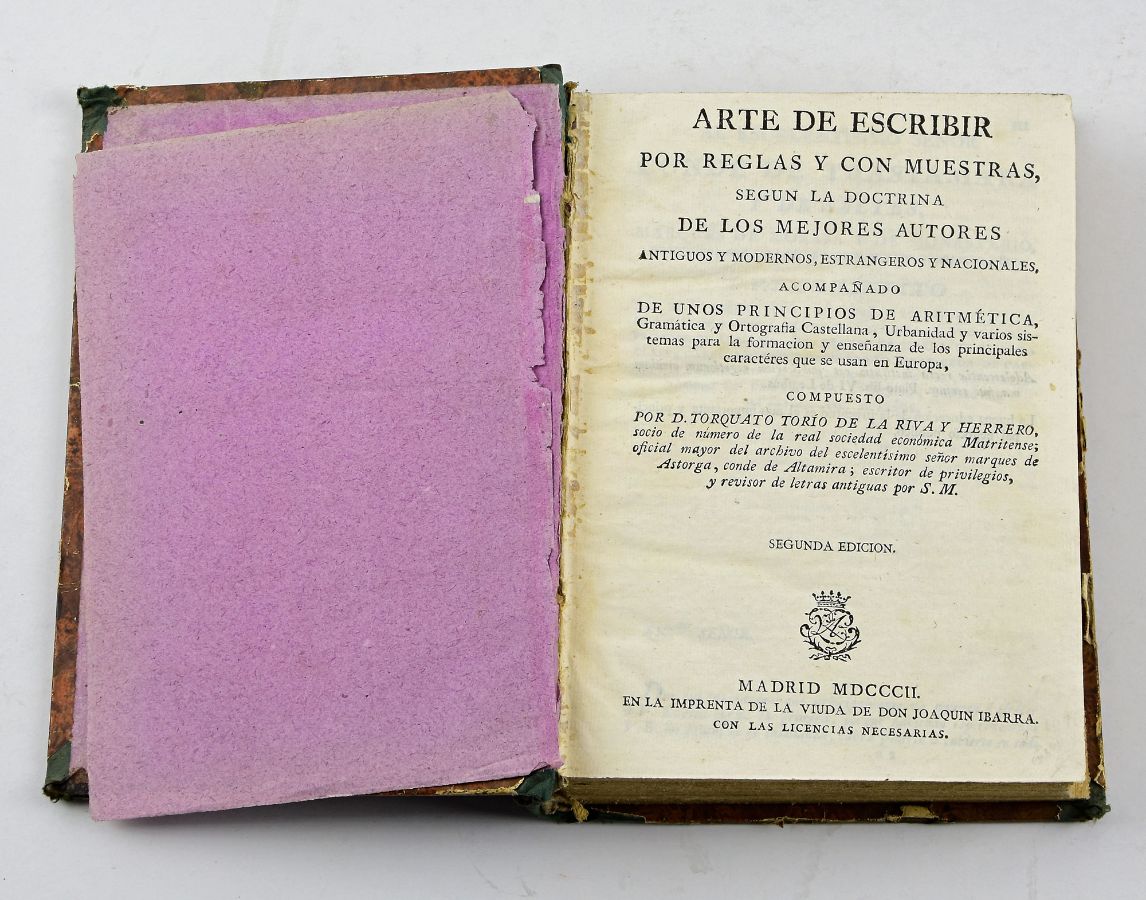 ARTE DE ESCRIBIR
POR REGLAS Y CON MUESTRAS,
SEGUN LA DOCTRINA
DE LOS MEJORES AUTORES
ANTIGUOS Y MODERNOS, ESTRANGEROS Y NACIONALES,
ACOMPAÑADO
DE UNOS PRINCIPIOS DE ARITMÉTICA,
Gramática y Ortografia Castellana, Urbanidad y varios sis-
temas para la formacion y enseñanza de los principales
caractéres que se usan en Europa,
COMPUESTO
POR D. TORQUATO TORÍO DE LA RIVA Y HERRERO,
socio de número de la real sociedad económica Matritense;
oficial mayor del archivo del escelentísimo señor marques de
Astorga, conde de Altamira; escritor de privilegios,
y revisor de letras antiguas por S. M.
SEGUNDA EDICION.
MADRID MDCCCII.
EN LA IMPRENTA DE LA VIUDA DE DON JOAQUIN IBARRA.
CON LAS LICENCIAS NECESARIAS.